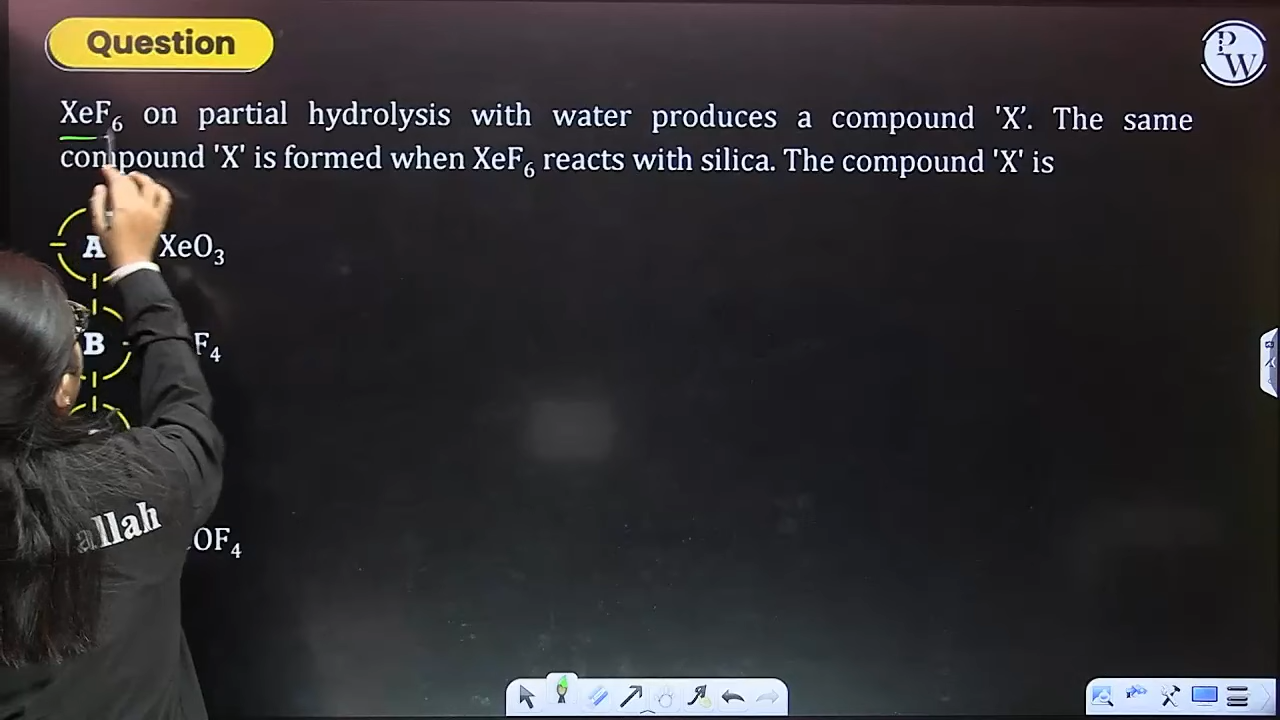 Question
PW
XeF₆ on partial hydrolysis with water produces a compound 'X'. The same
compound 'X' is formed when XeF₆ reacts with silica. The compound 'X' is
A XeO₃
B F₄
OF₄
allah